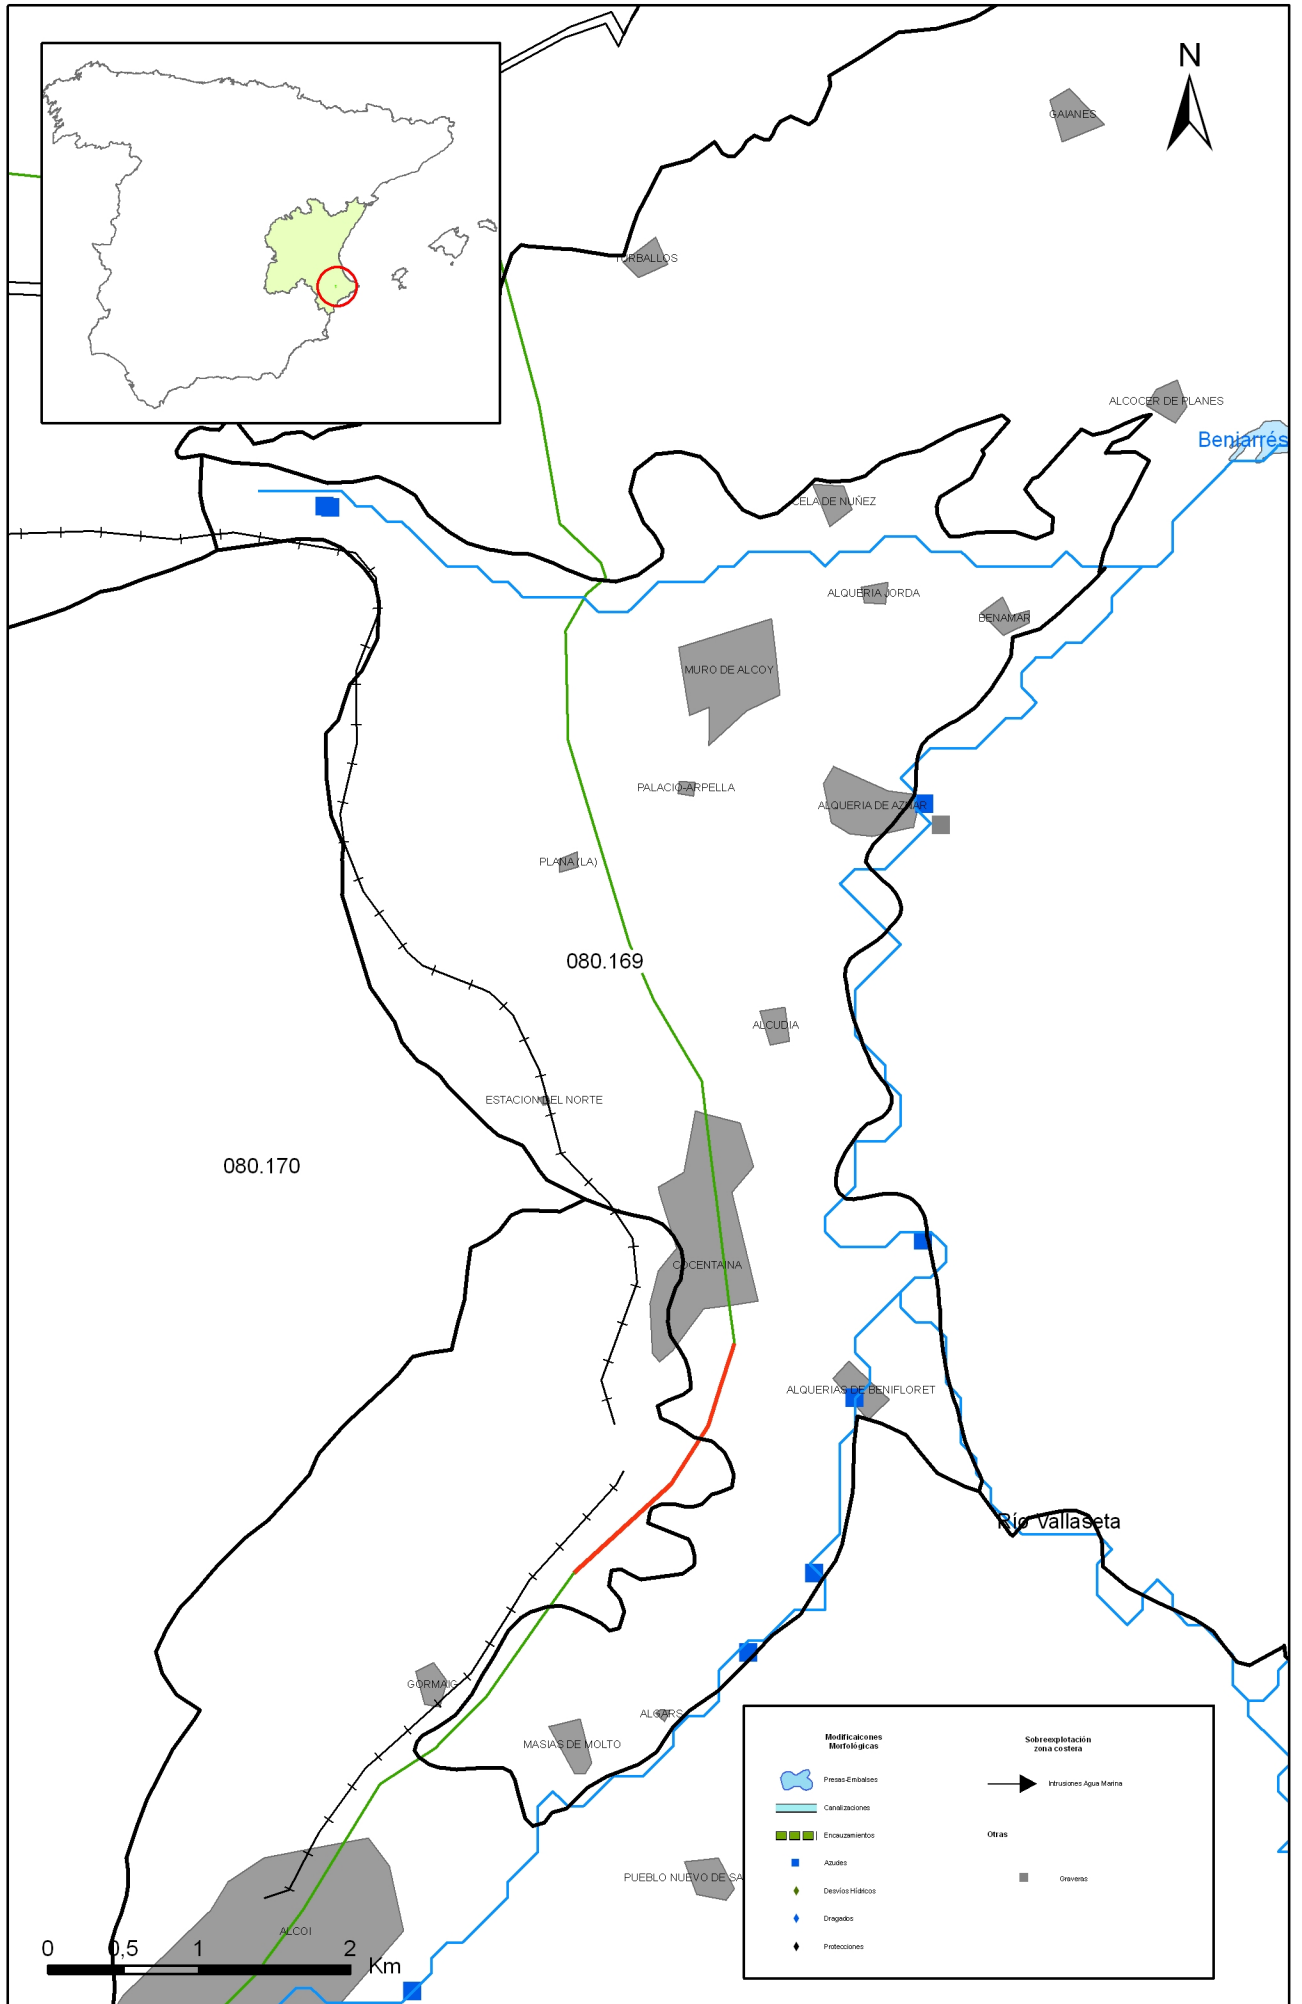 N
GAIANES
TURBALLOS
ALCOCER DE PLANES
Beniarrés
CELA DE NUÑEZ
ALQUERIA JORDA
BENAMAR
MURO DE ALCOY
PALACIO-ARPELLA
ALQUERIA DE AZNAR
PLANA (LA)
080.169
ALCUDIA
ESTACION DEL NORTE
080.170
COCENTAINA
ALQUERIAS DE BENIFLORET
Río Vallaseta
GORMAIG
ALGARS
MASIAS DE MOLTO
PUEBLO NUEVO DE SA
ALCOI
0 0,5 1 2 Km
Modificaicones
Morfológicas
Presas-Embalses
Canalizaciones
Encauzamientos
Azudes
Desvíos Hídricos
Dragados
Protecciones
Sobreexplotación
zona costera
Intrusiones Agua Marina
Otras
Graveras